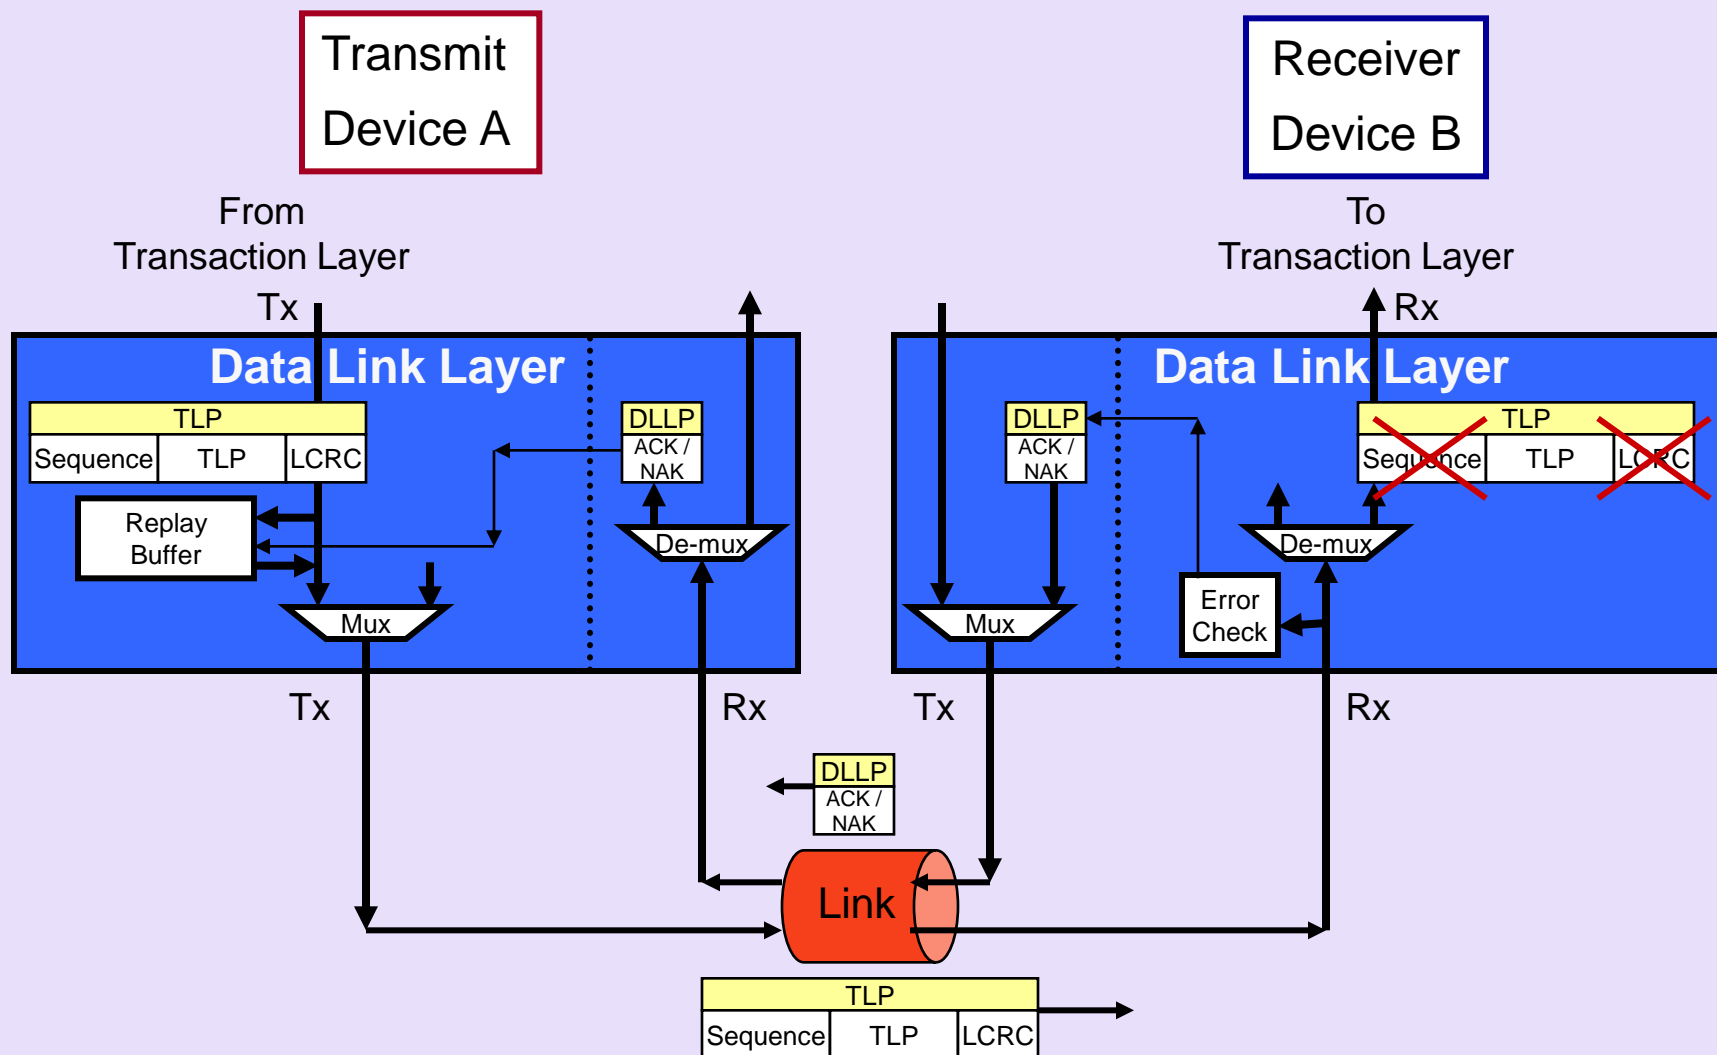 Transmit
Device A
Receiver
Device B
From
Transaction Layer
To
Transaction Layer
Tx
Rx
Data Link Layer
Data Link Layer
TLP
Sequence TLP LCRC
DLLP
ACK /
NAK
DLLP
ACK /
NAK
TLP
Sequence TLP LCRC
Replay
Buffer
De-mux
De-mux
Mux
Mux
Error
Check
Tx
Rx
Tx
Rx
DLLP
ACK /
NAK
Link
TLP
Sequence TLP LCRC